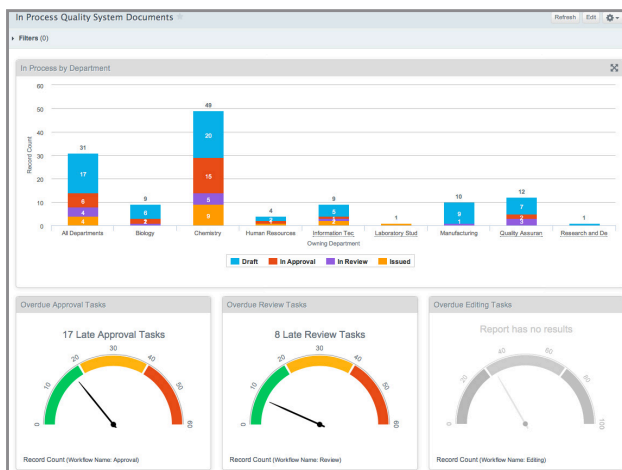 In Process Quality System Documents
Refresh Edit
Filters (0)
In Process by Department
60
50
40
30
20
10
0
Record Count
31
17
6
4
4
9
6
2
49
20
15
5
9
4
9
5
1
10
9
1
12
7
2
3
1
All Departments Biology Chemistry Human Resources Information Tec Laboratory Stud Manufacturing Quality Assuran Research and De
Owning Department
Draft In Approval In Review Issued
Overdue Approval Tasks
17 Late Approval Tasks
0 10 20 30 40 50 60
Record Count (Workflow Name: Approval)
Overdue Review Tasks
8 Late Review Tasks
0 10 20 30 40 50 60
Record Count (Workflow Name: Review)
Overdue Editing Tasks
Report has no results
0 20 40 60 80 100
Record Count (Workflow Name: Editing)